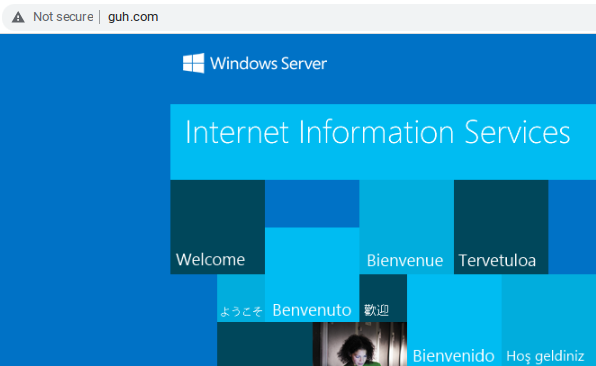 Not secure | guh.com
Windows Server
Internet Information Services
Welcome
Bienvenue
Tervetuloa
ようこそ
Benvenuto
歡迎
Bienvenido
Hoş geldiniz